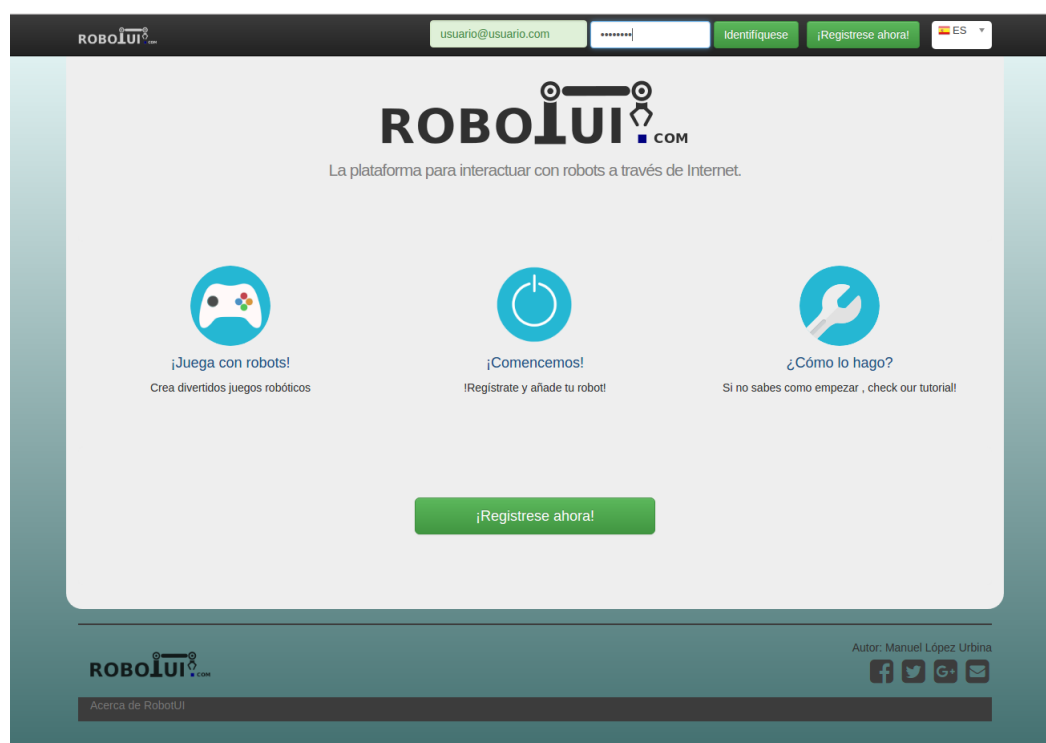 ROBOTUI.COM
usuario@usuario.com
••••••••
Identifíquese
¡Registrese ahora!
ES
ROBOTUI.COM
La plataforma para interactuar con robots a través de Internet.
¡Juega con robots!
Crea divertidos juegos robóticos
¡Comencemos!
!Regístrate y añade tu robot!
¿Cómo lo hago?
Si no sabes como empezar , check our tutorial!
¡Registrese ahora!
Autor: Manuel López Urbina
ROBOTUI.COM
Acerca de RobotUI